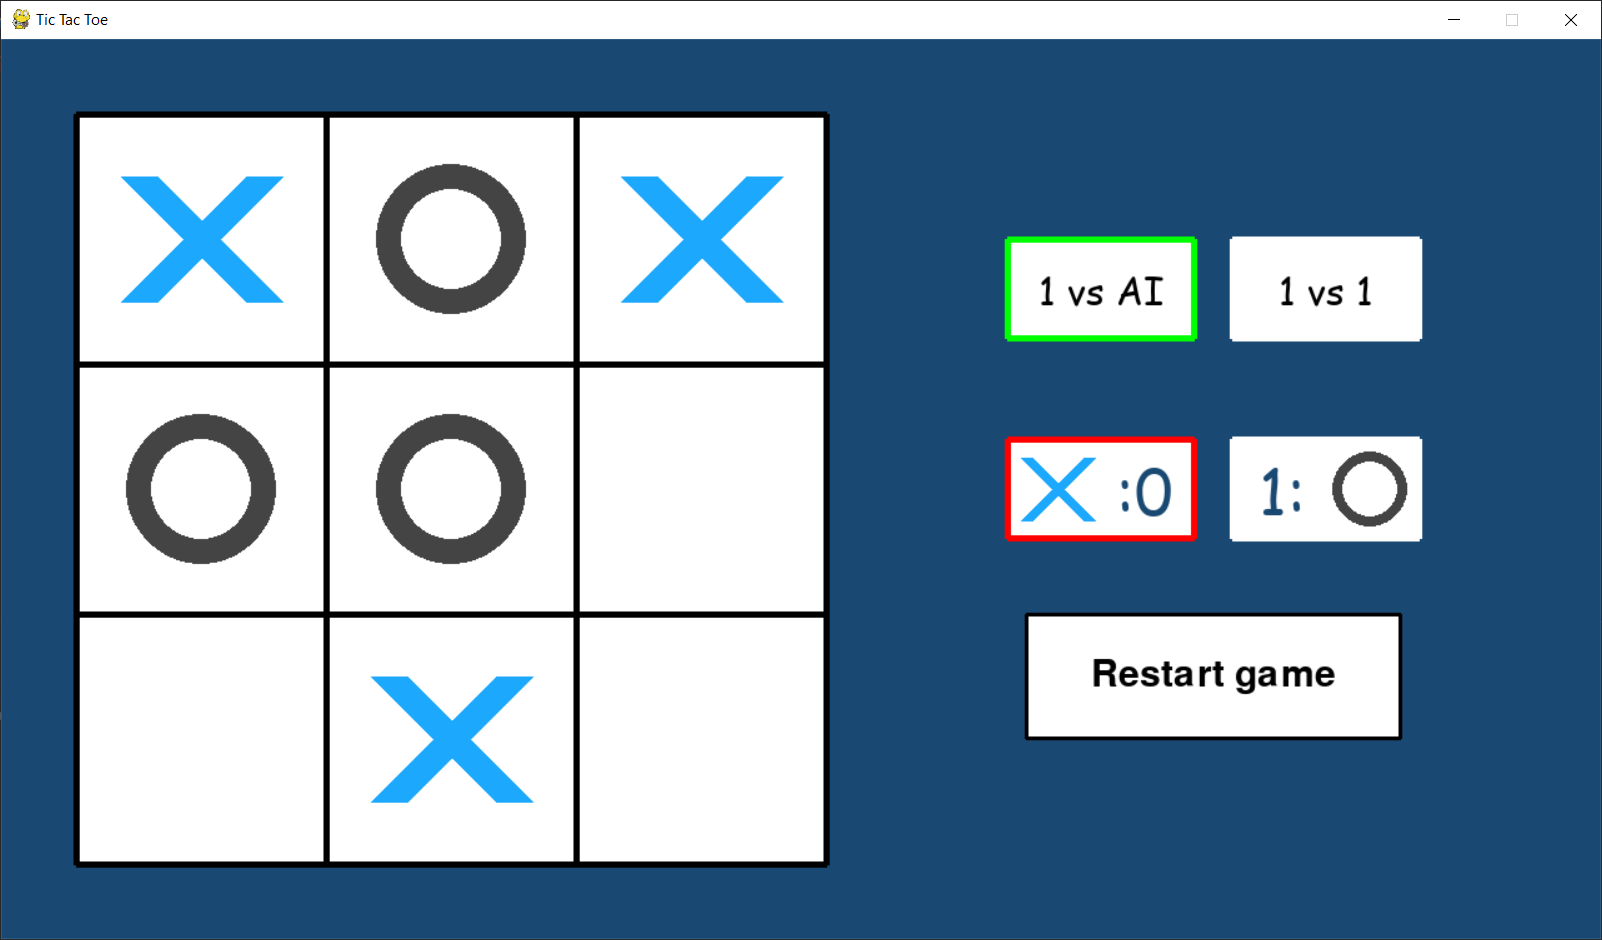 Tic Tac Toe
1 vs AI
1 vs 1
X :0
1: O
Restart game